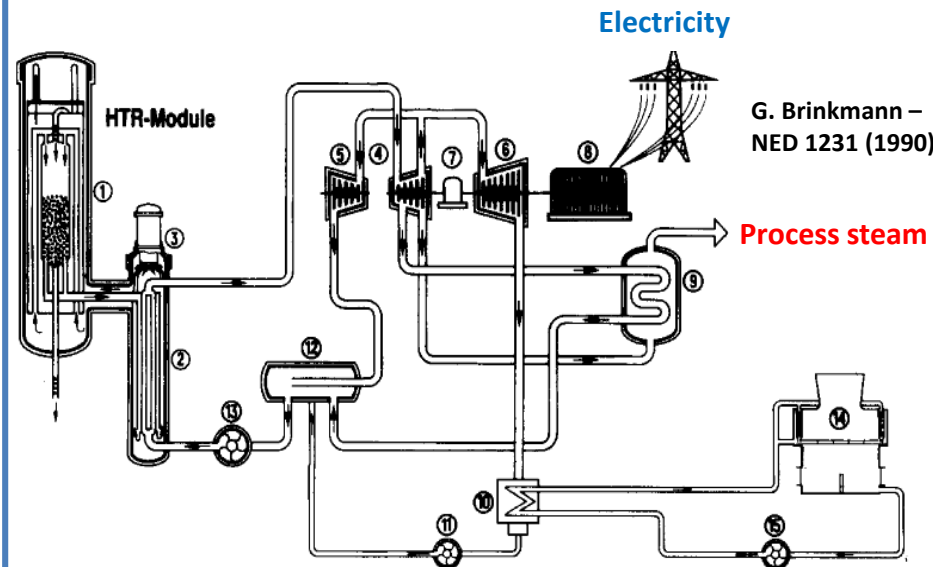 Electricity
HTR-Module
G. Brinkmann –
NED 1231 (1990)
⑤ ④ ⑦ ⑥ ⑧
①
③
Process steam
⑨
②
⑫
⑬
⑭
⑩
⑪
⑮